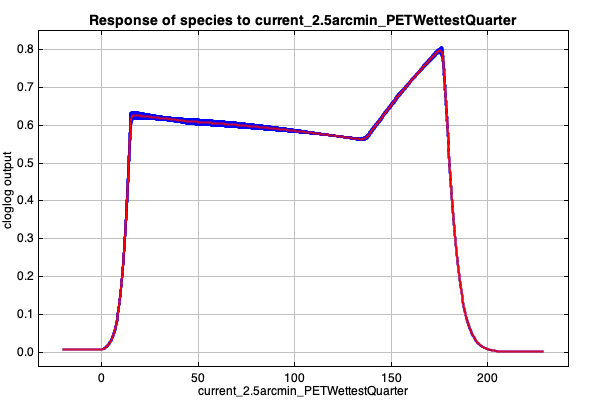 Response of species to current_2.5arcmin_PETWettestQuarter
0.8
0.7
0.6
0.5
0.4
0.3
0.2
0.1
0.0
cloglog output
0 50 100 150 200
current_2.5arcmin_PETWettestQuarter